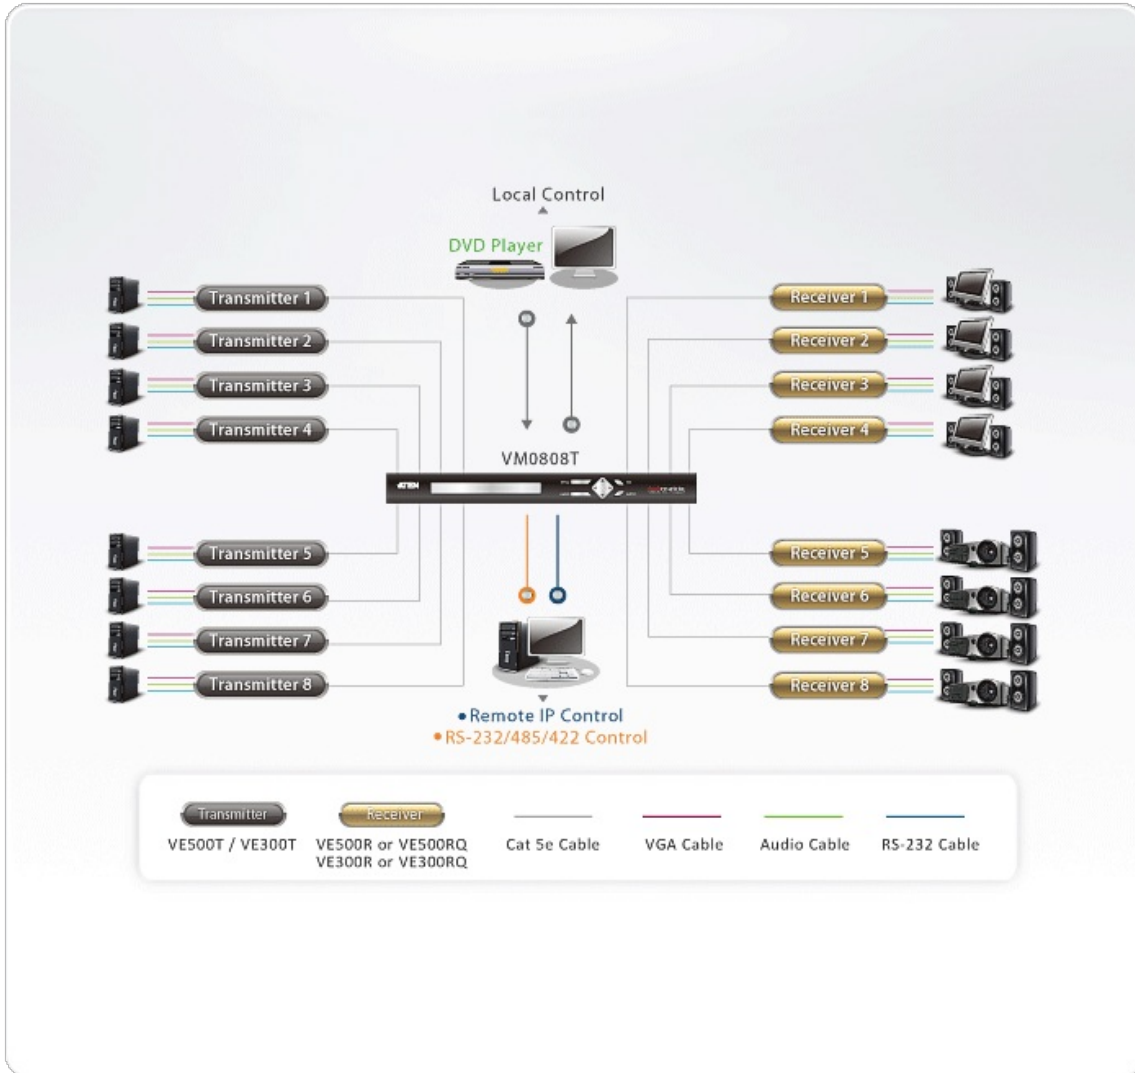 Local Control
DVD Player
Transmitter 1
Transmitter 2
Transmitter 3
Transmitter 4
Receiver 1
Receiver 2
Receiver 3
Receiver 4
VM0808T
ATEN
Transmitter 5
Transmitter 6
Transmitter 7
Transmitter 8
Receiver 5
Receiver 6
Receiver 7
Receiver 8
•Remote IP Control
•RS-232/485/422 Control
Transmitter
VE500T / VE300T
Receiver
VE500R or VE500RQ
VE300R or VE300RQ
Cat 5e Cable
VGA Cable
Audio Cable
RS-232 Cable